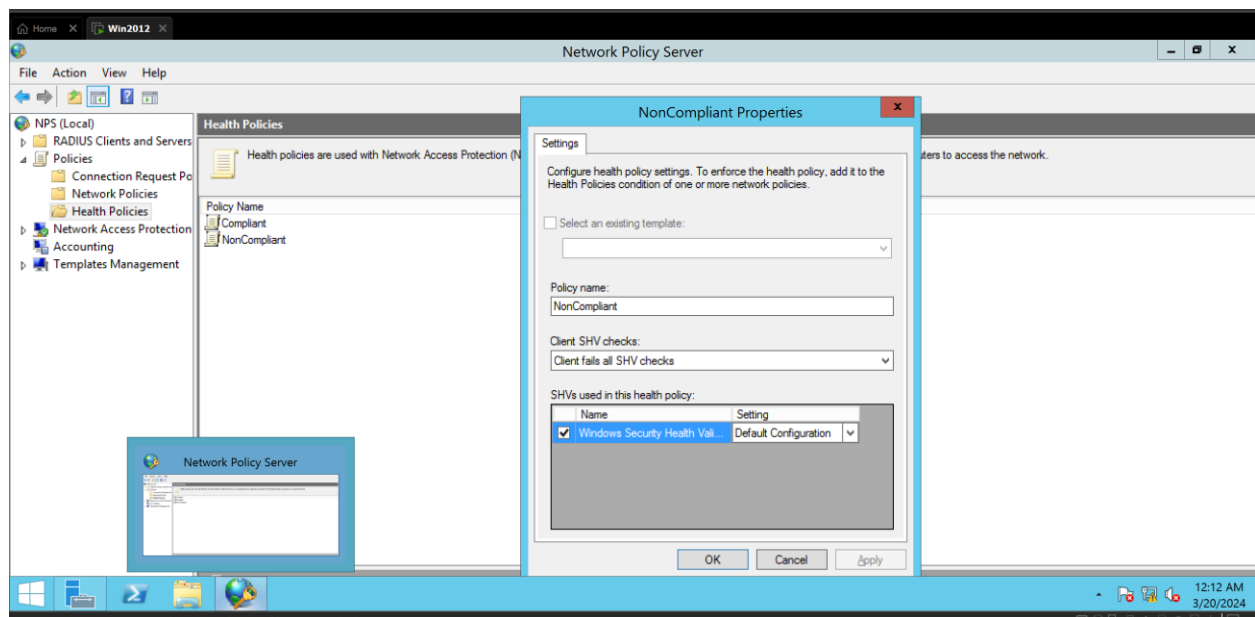 Home
Win2012
Network Policy Server
File Action View Help
NPS (Local)
RADIUS Clients and Servers
Policies
Connection Request Po
Network Policies
Health Policies
Network Access Protection
Accounting
Templates Management
Health Policies
Health policies are used with Network Access Protection (N
ters to access the network.
Policy Name
Compliant
NonCompliant
NonCompliant Properties
Settings
Configure health policy settings. To enforce the health policy, add it to the
Health Policies condition of one or more network policies.
Select an existing template:
Policy name:
NonCompliant
Client SHV checks:
Client fails all SHV checks
SHVs used in this health policy:
Name Setting
Windows Security Health Vali... Default Configuration
OK Cancel Apply
Network Policy Server
12:12 AM
3/20/2024